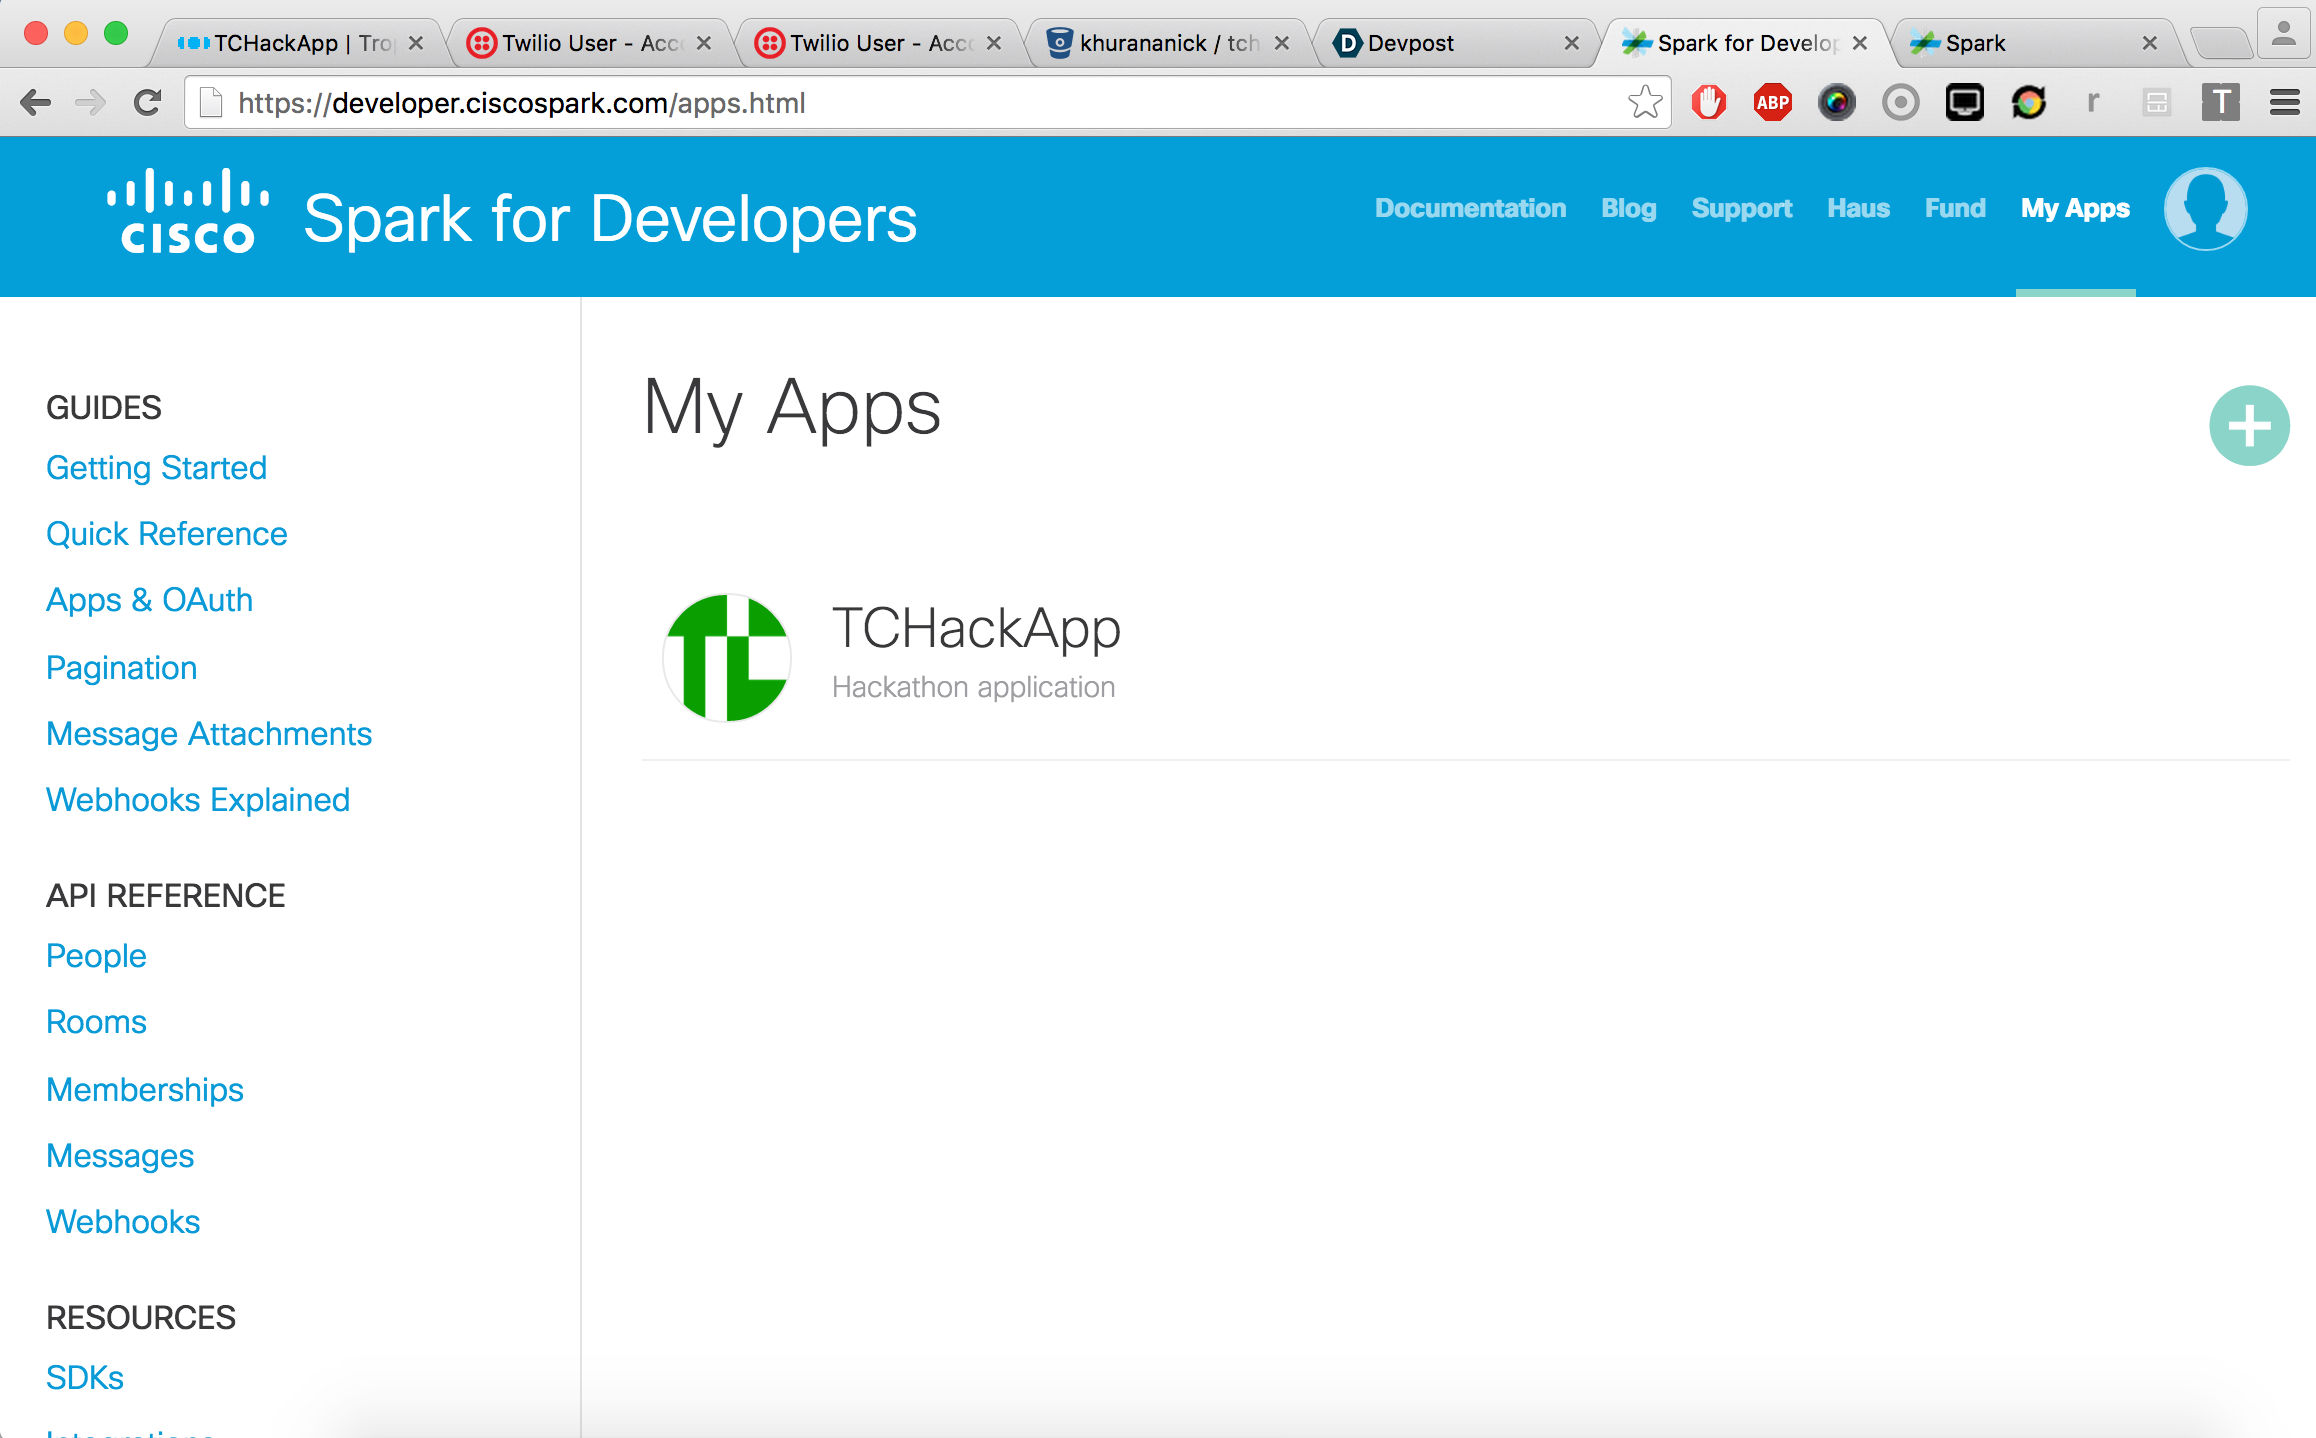 TCHackApp | Tro
Twilio User - Acc
Twilio User - Acc
khurananick / tch
Devpost
Spark for Develop
Spark
https://developer.ciscospark.com/apps.html
ABP
r
T
CISCO
Spark for Developers
Documentation
Blog
Support
Haus
Fund
My Apps
GUIDES
Getting Started
Quick Reference
Apps & OAuth
Pagination
Message Attachments
Webhooks Explained
API REFERENCE
People
Rooms
Memberships
Messages
Webhooks
RESOURCES
SDKs
Integrations
My Apps
TC
TCHackApp
Hackathon application